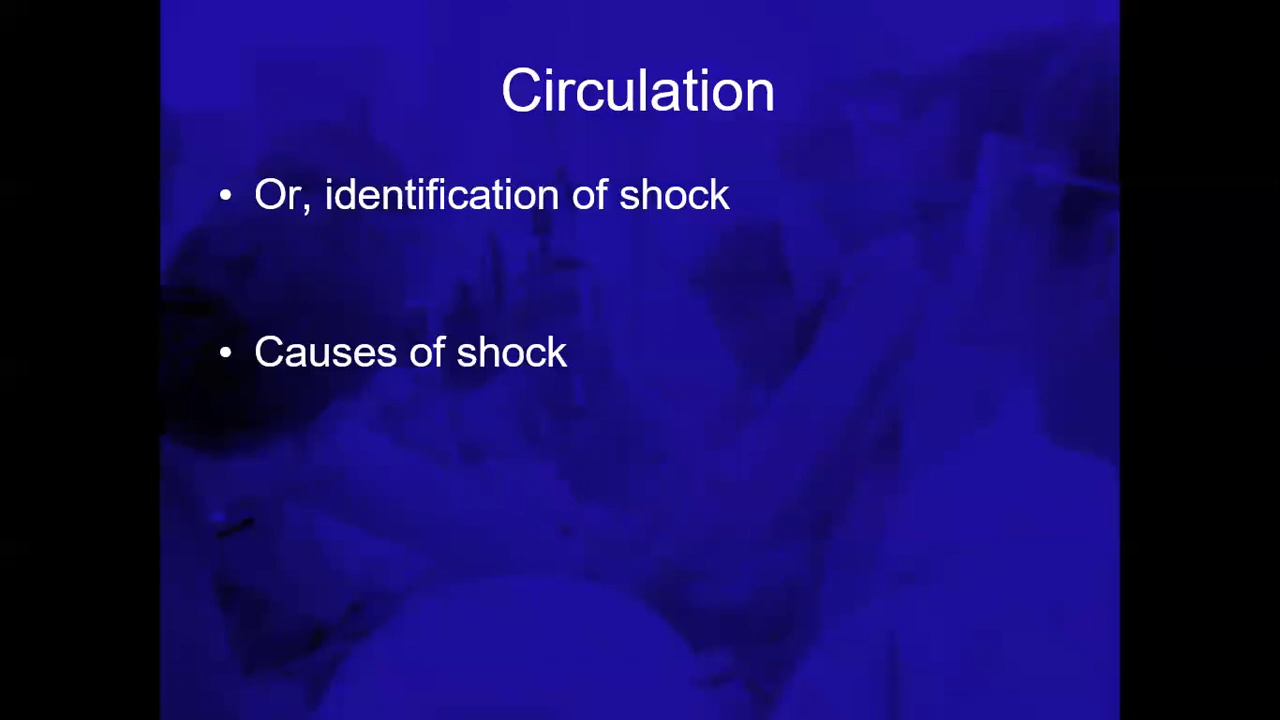 Circulation
• Or, identification of shock
• Causes of shock